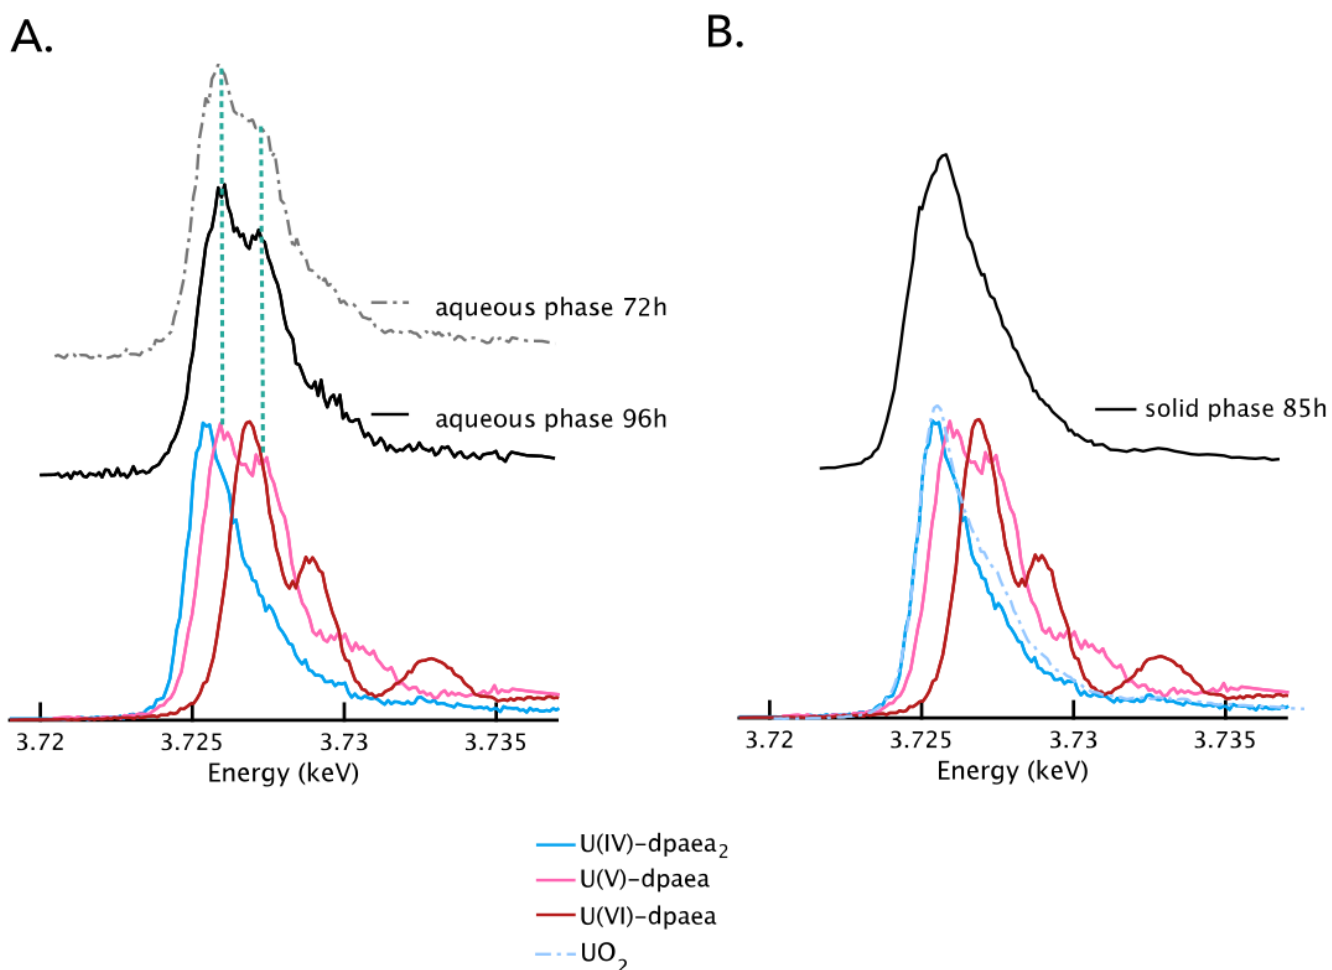 A.
B.
aqueous phase 72h
aqueous phase 96h
solid phase 85h
3.72 3.725 3.73 3.735
Energy (keV)
3.72 3.725 3.73 3.735
Energy (keV)
U(IV)-dpaea2
U(V)-dpaea
U(VI)-dpaea
UO2